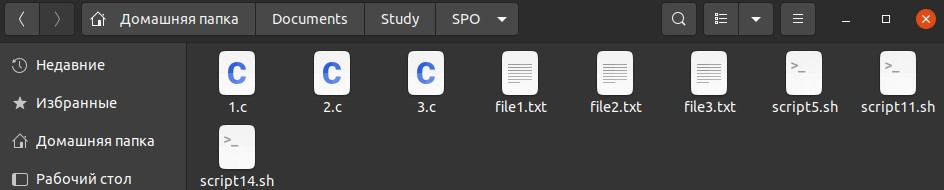 Домашняя папка Documents Study SPO
Недавние
Избранные
Домашняя папка
Рабочий стол
1.c 2.c 3.c file1.txt file2.txt file3.txt script5.sh script11.sh
script14.sh